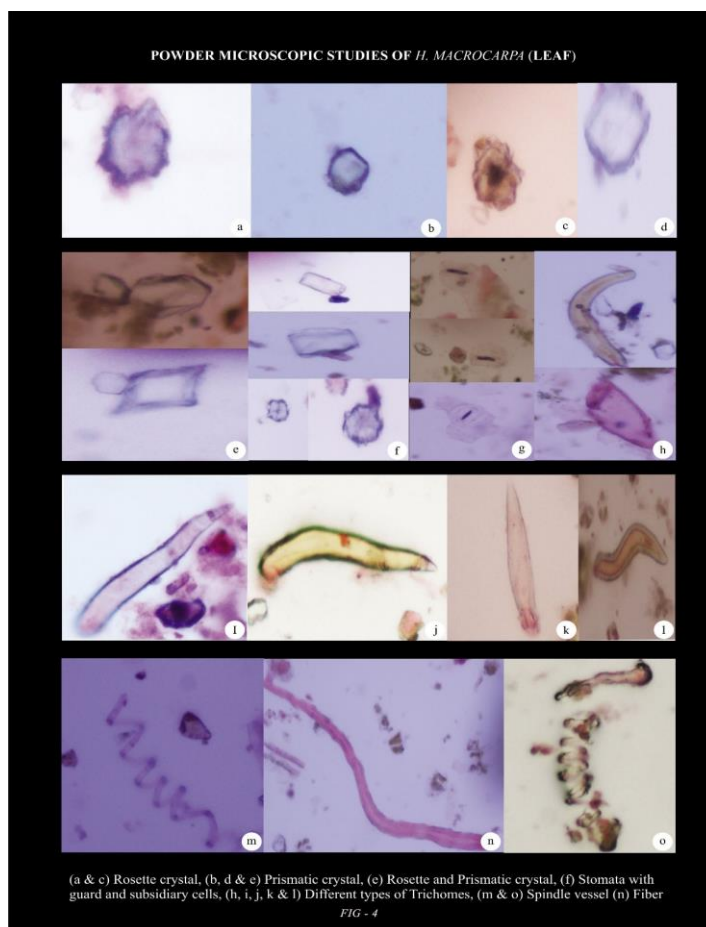 POWDER MICROSCOPIC STUDIES OF H. MACROCARPA (LEAF)
a
b
c
d
e
f
g
h
I
j
k
l
m
n
o
(a & c) Rosette crystal, (b, d & e) Prismatic crystal, (e) Rosette and Prismatic crystal, (f) Stomata with
guard and subsidiary cells, (h, i, j, k & l) Different types of Trichomes, (m & o) Spindle vessel (n) Fiber
FIG - 4